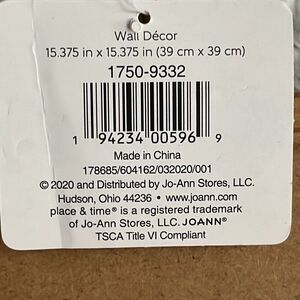 Wall Décor
15.375 in x 15.375 in (39 cm x 39 cm)
1750-9332
1 94234 00596 9
Made in China
178685/604162/032020/001
© 2020 and Distributed by Jo-Ann Stores, LLC.
Hudson, Ohio 44236 • www.joann.com
place & time® is a registered trademark
of Jo-Ann Stores, LLC. JOANN®
TSCA Title VI Compliant